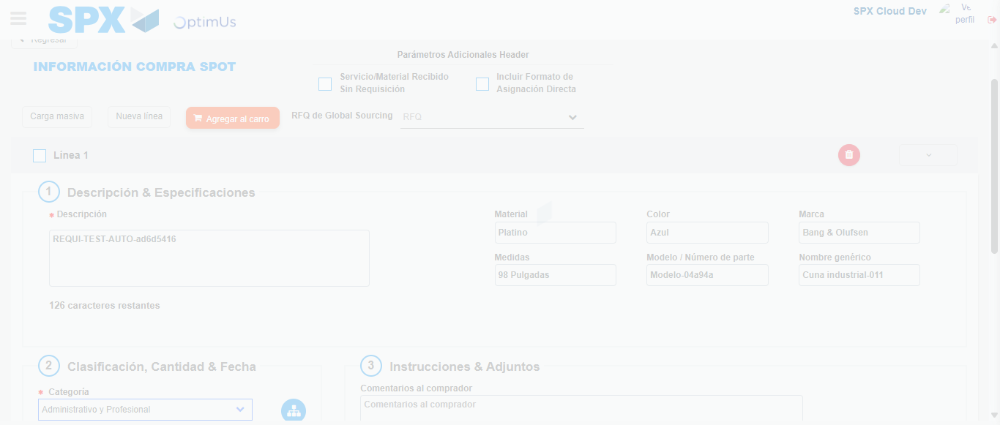 SPX
OptimUs
SPX Cloud Dev
perfil
Regresar
INFORMACIÓN COMPRA SPOT
Parámetros Adicionales Header
Servicio/Material Recibido
Sin Requisición
Incluir Formato de
Asignación Directa
Carga masiva
Nueva línea
Agregar al carro
RFQ de Global Sourcing
RFQ
Línea 1
1
Descripción & Especificaciones
* Descripción
REQUI-TEST-AUTO-ad6d5416
126 caracteres restantes
Material
Color
Marca
Platino
Azul
Bang & Olufsen
Medidas
Modelo / Número de parte
Nombre genérico
98 Pulgadas
Modelo-04a94a
Cuna industrial-011
2
Clasificación, Cantidad & Fecha
* Categoría
Administrativo y Profesional
3
Instrucciones & Adjuntos
Comentarios al comprador
Comentarios al comprador